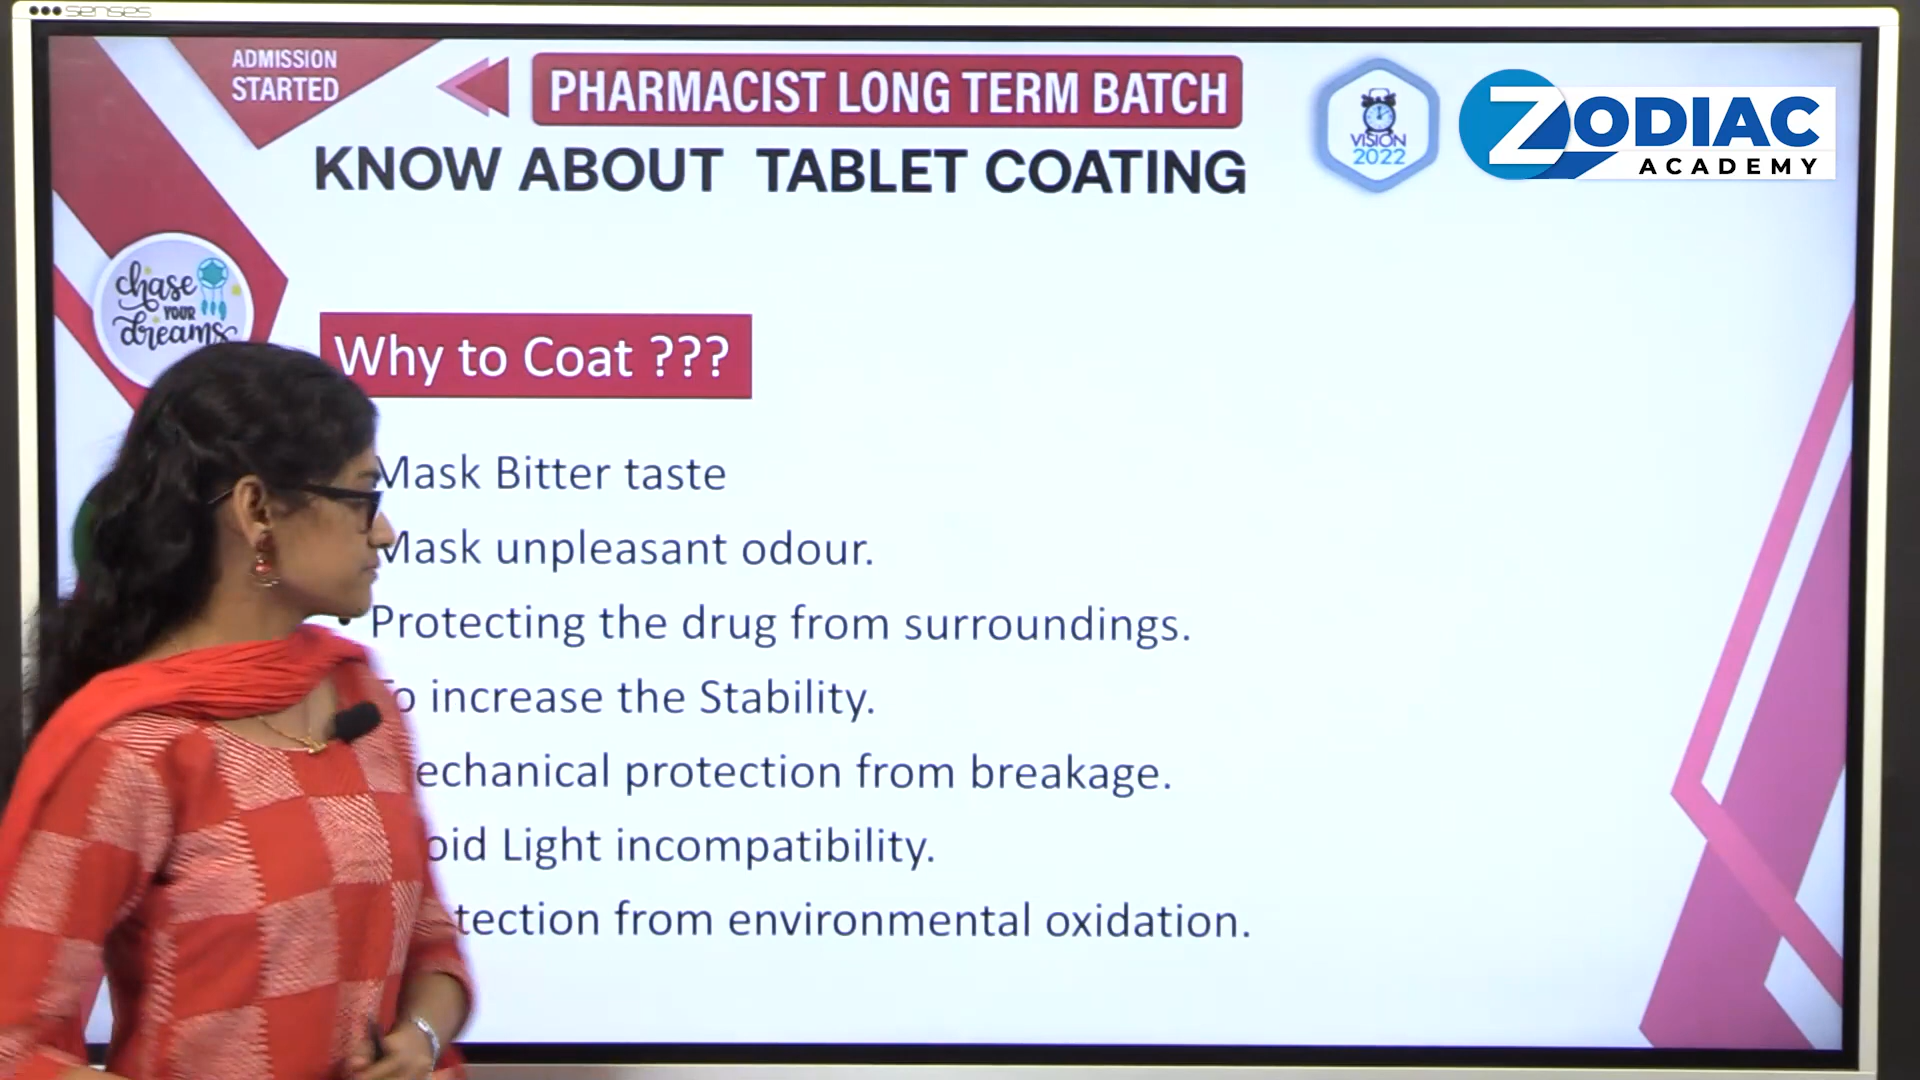 senses
ADMISSION
STARTED
PHARMACIST LONG TERM BATCH
KNOW ABOUT TABLET COATING
VISION
2022
ZODIAC
ACADEMY
chase
YOUR
dreams
Why to Coat ???
Mask Bitter taste
Mask unpleasant odour.
• Protecting the drug from surroundings.
To increase the Stability.
echanical protection from breakage.
oid Light incompatibility.
tection from environmental oxidation.